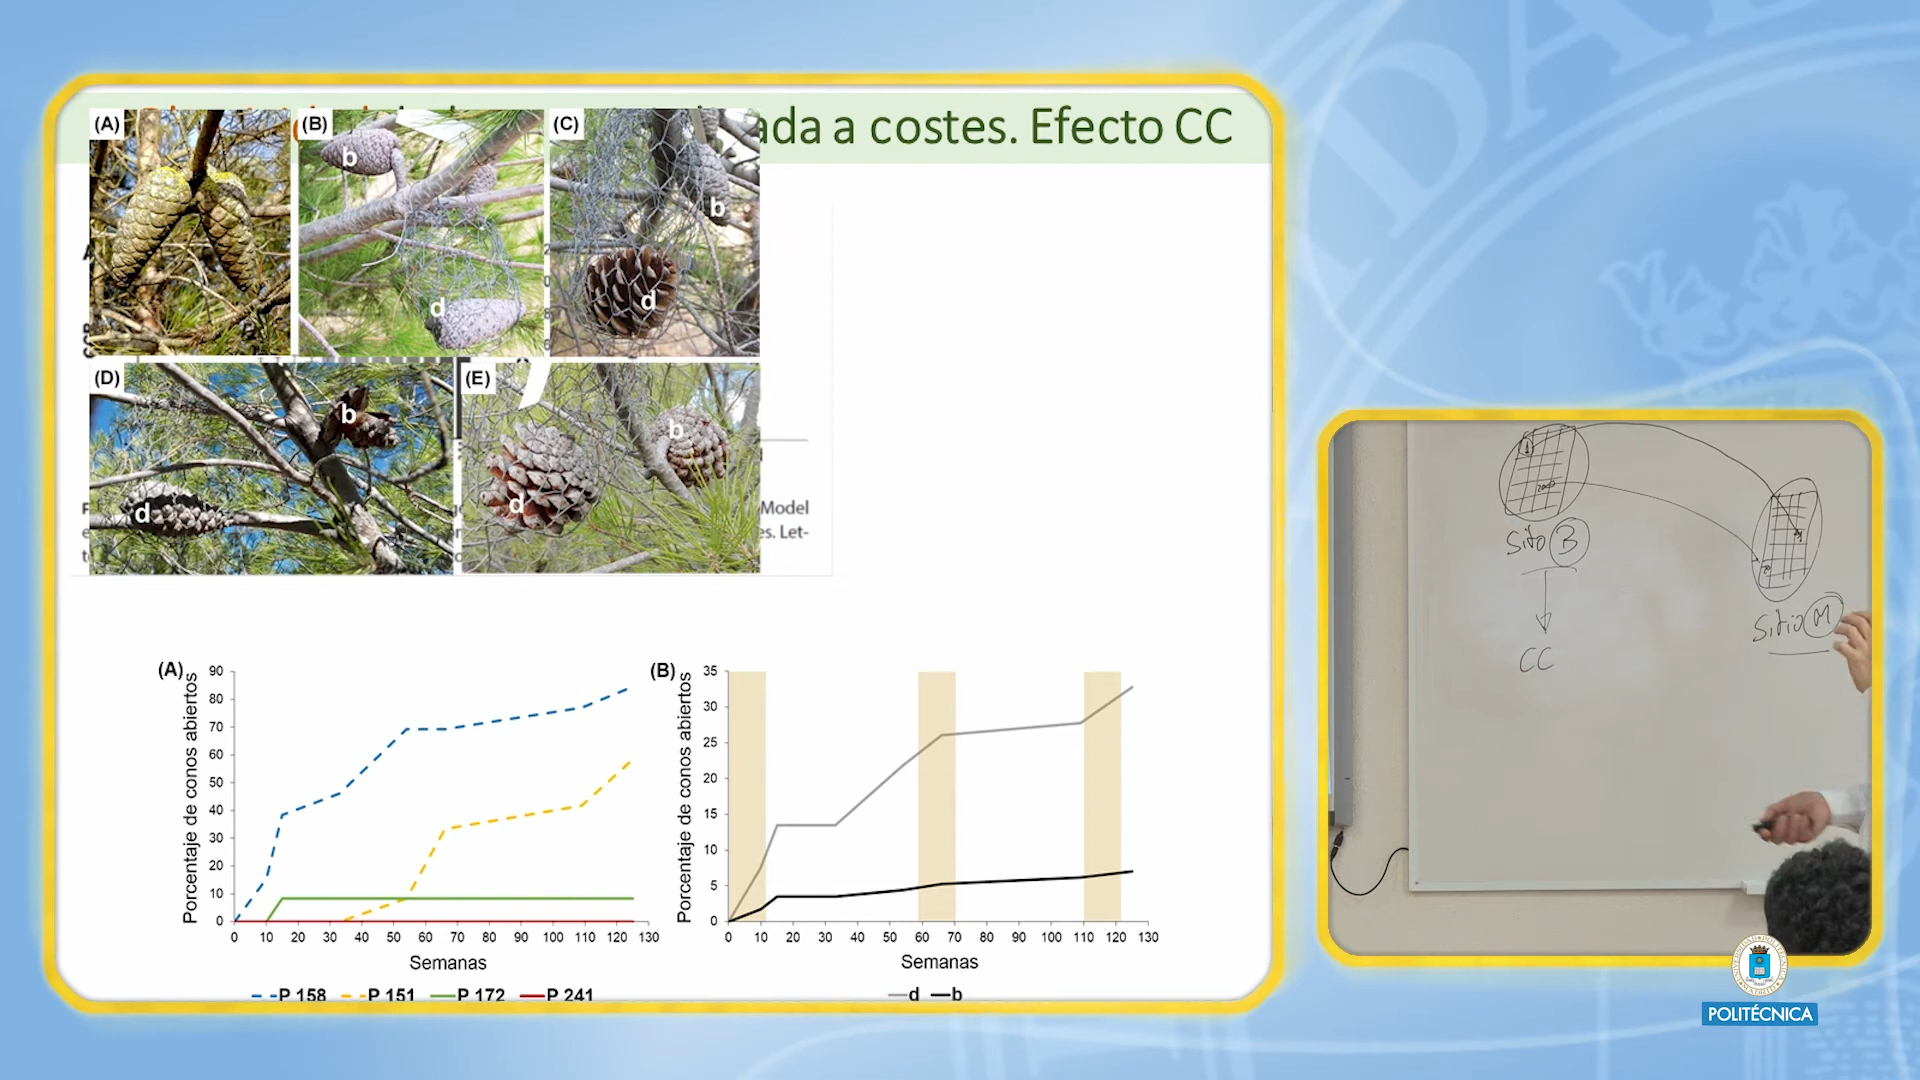 ada a costes. Efecto CC
(A)
(B)
b
d
(C)
b
d
(D)
b
d
(E)
b
d
Model
es. Let-
(A)
Porcentaje de conos abiertos
90
80
70
60
50
40
30
20
10
0
0 10 20 30 40 50 60 70 80 90 100 110 120 130
Semanas
P 158 P 151 P 172 P 241
(B)
Porcentaje de conos abiertos
35
30
25
20
15
10
5
0
0 10 20 30 40 50 60 70 80 90 100 110 120 130
Semanas
d b
Sitio B
CC
Sitio M
POLITÉCNICA